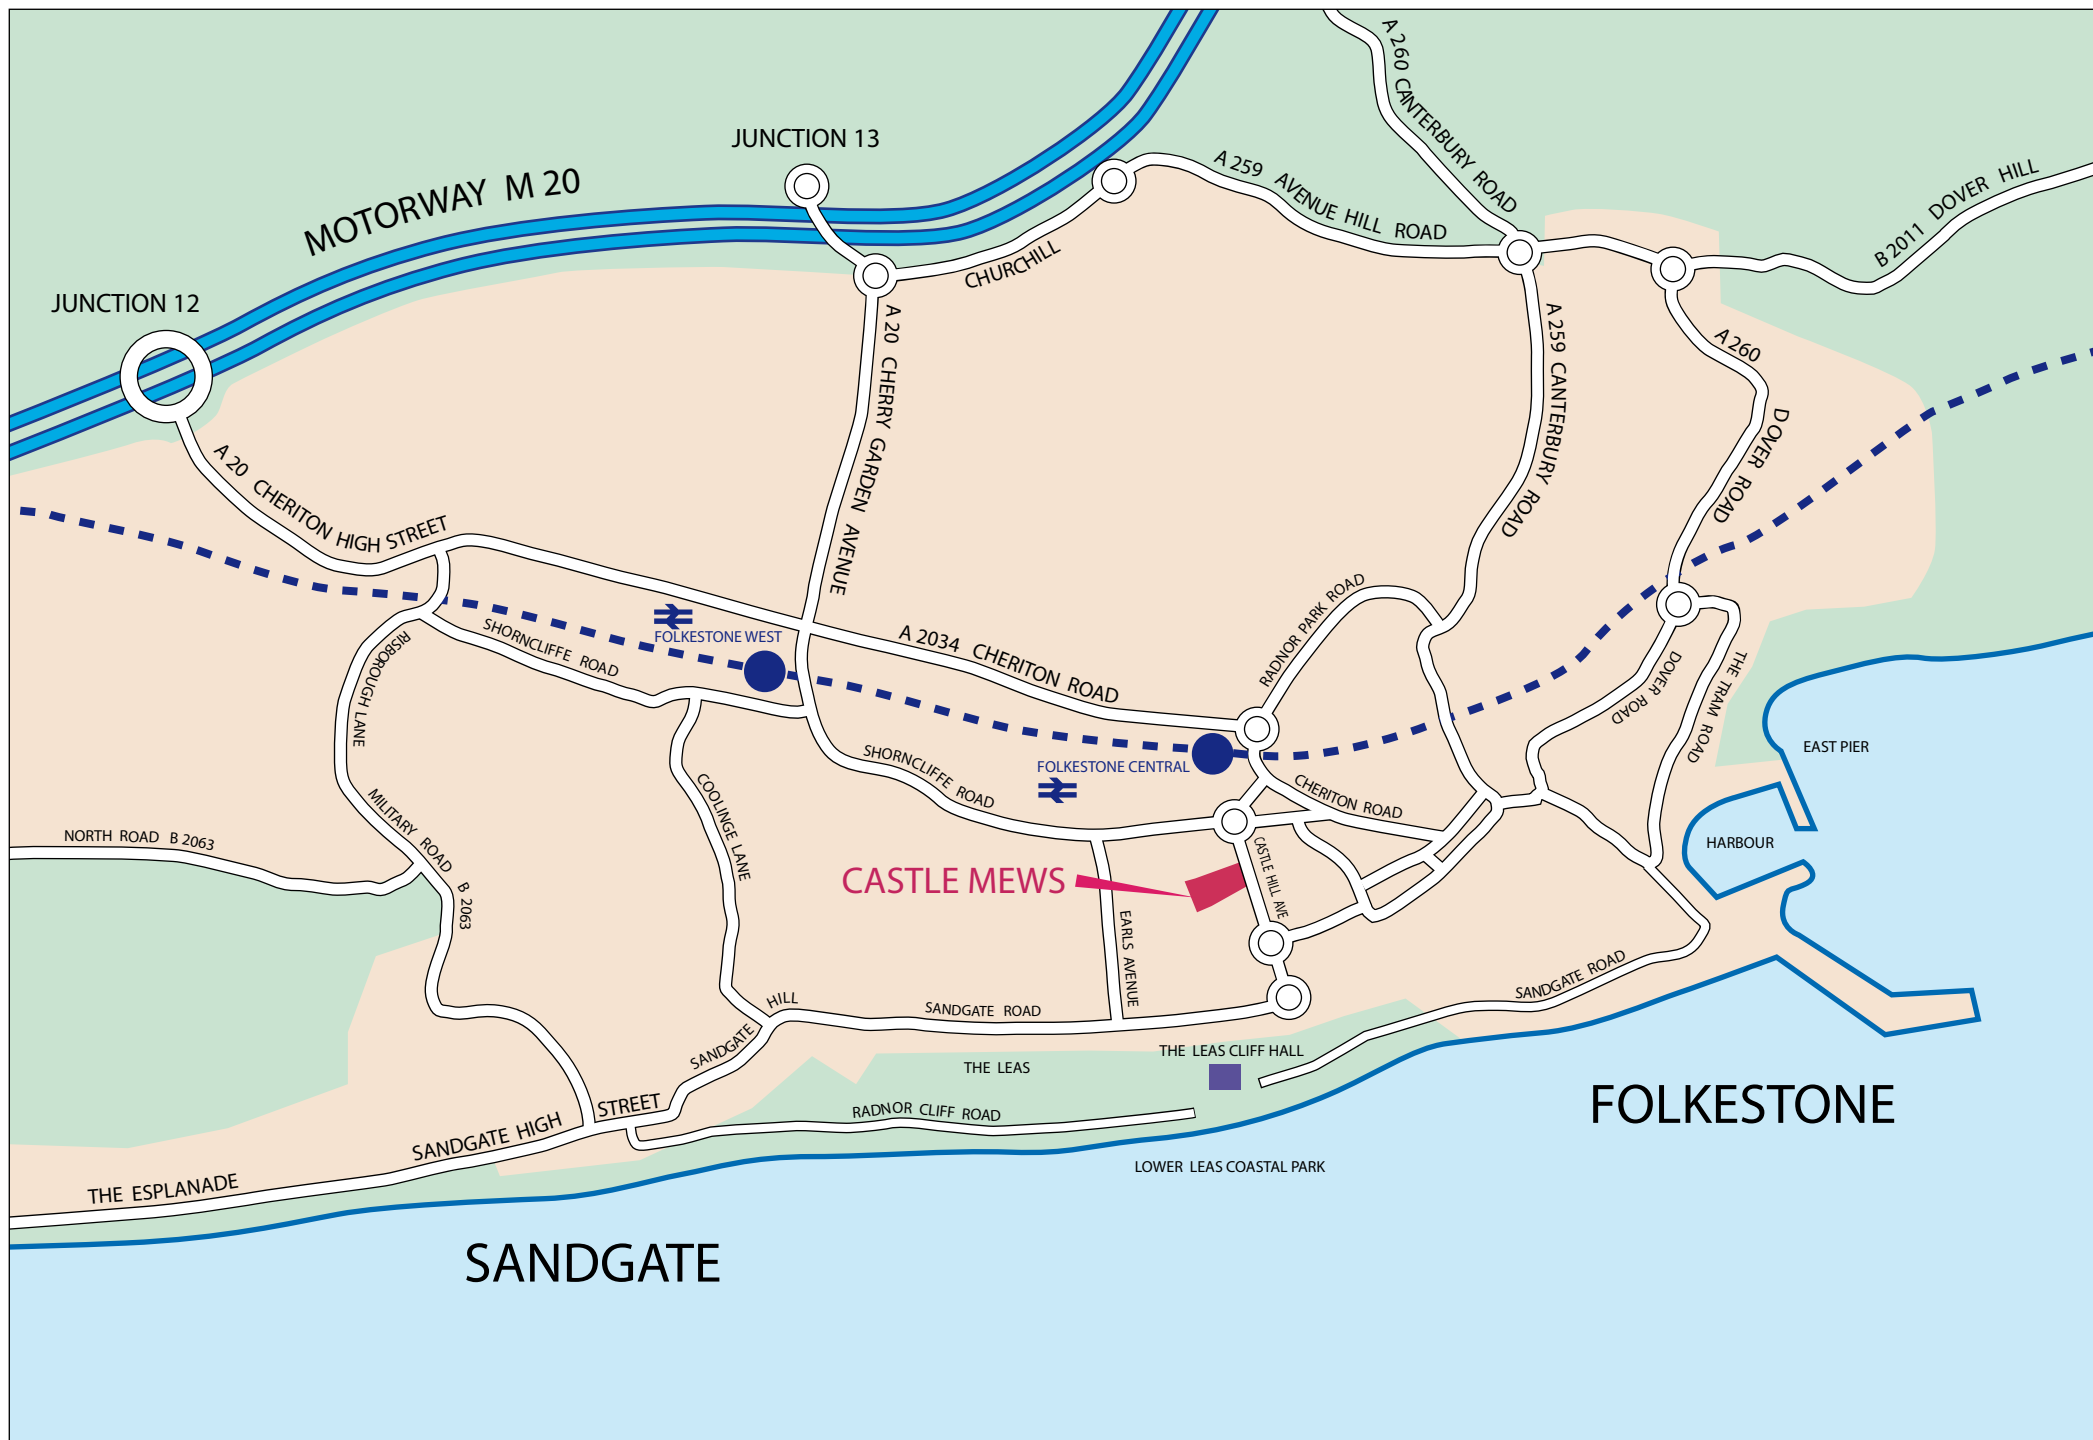 A 260 CANTERBURY ROAD
JUNCTION 13
A 259 AVENUE HILL ROAD
MOTORWAY M 20
B 2011 DOVER HILL
CHURCHILL
JUNCTION 12
A 20 CHERRY GARDEN AVENUE
A 259 CANTERBURY ROAD
A 260
DOVER ROAD
A 20 CHERITON HIGH STREET
RADNOR PARK ROAD
FOLKESTONE WEST
SHORNCLIFFE ROAD
A 2034 CHERITON ROAD
RISBOROUGH LANE
DOVER ROAD
THE TRAM ROAD
EAST PIER
SHORNCLIFFE ROAD
FOLKESTONE CENTRAL
CHERITON ROAD
COOLINGE LANE
MILITARY ROAD B 2063
NORTH ROAD B 2063
HARBOUR
CASTLE MEWS
CASTLE HILL AVE
EARLS AVENUE
SANDGATE ROAD
SANDGATE HILL
SANDGATE ROAD
THE LEAS CLIFF HALL
THE LEAS
RADNOR CLIFF ROAD
FOLKESTONE
SANDGATE HIGH STREET
LOWER LEAS COASTAL PARK
THE ESPLANADE
SANDGATE